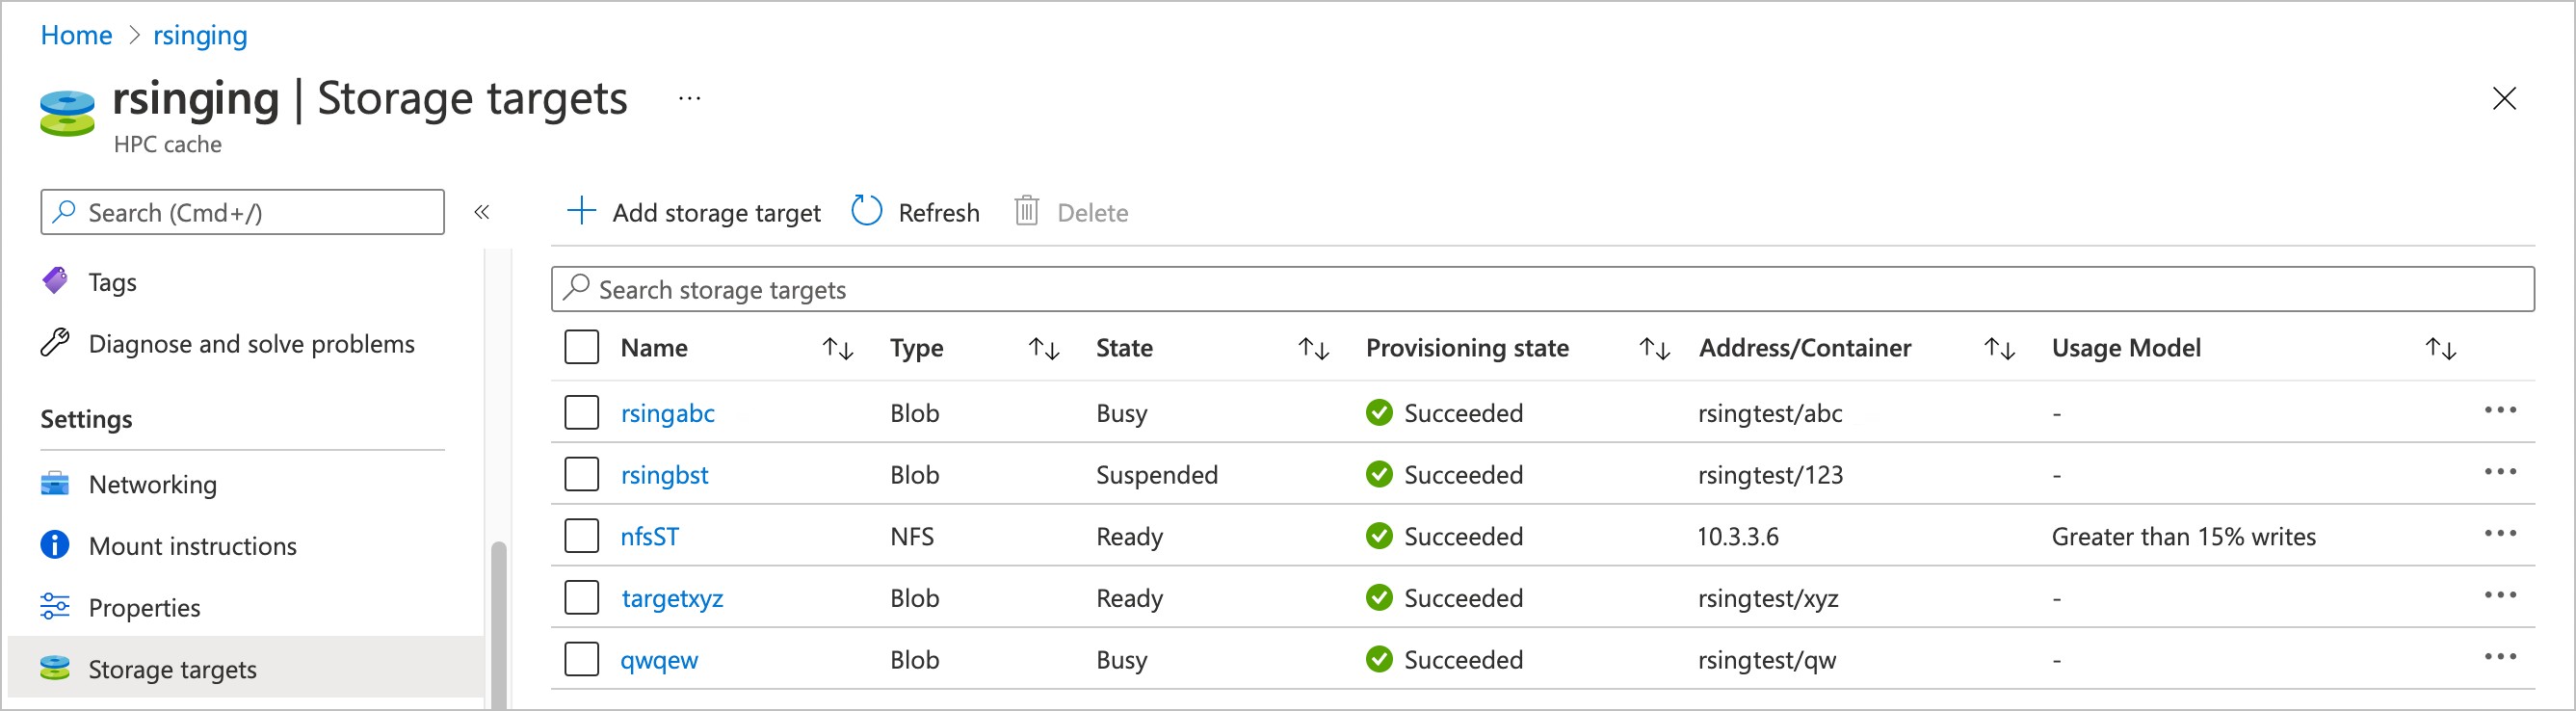 Home > rsinging
rsinging | Storage targets ...
HPC cache
Search (Cmd+/) «
Tags
Diagnose and solve problems
Settings
Networking
Mount instructions
Properties
Storage targets
+ Add storage target Refresh Delete
Search storage targets
Name ↑↓ Type ↑↓ State ↑↓ Provisioning state ↑↓ Address/Container ↑↓ Usage Model ↑↓
rsingabc Blob Busy Succeeded rsingtest/abc - ...
rsingbst Blob Suspended Succeeded rsingtest/123 - ...
nfsST NFS Ready Succeeded 10.3.3.6 Greater than 15% writes ...
targetxyz Blob Ready Succeeded rsingtest/xyz - ...
qwqew Blob Busy Succeeded rsingtest/qw - ...